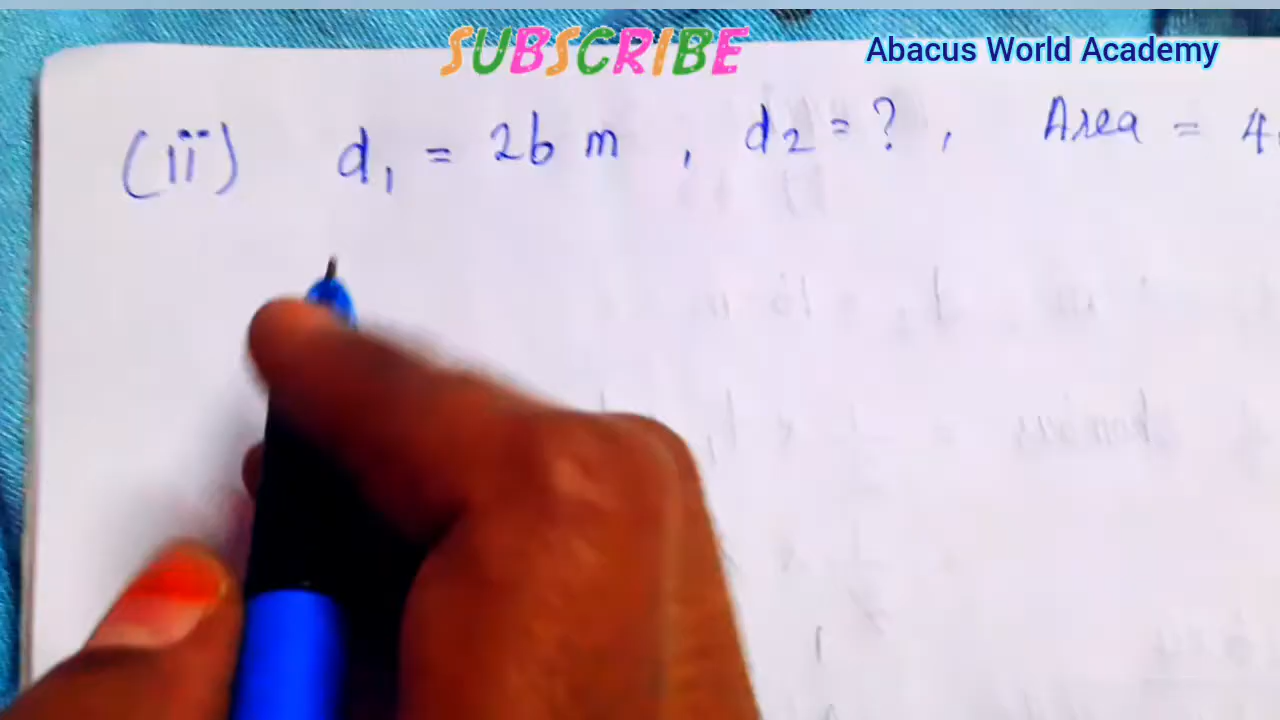 SUBSCRIBE
Abacus World Academy
(ii) d₁ = 26 m , d₂ = ? , Area = 4